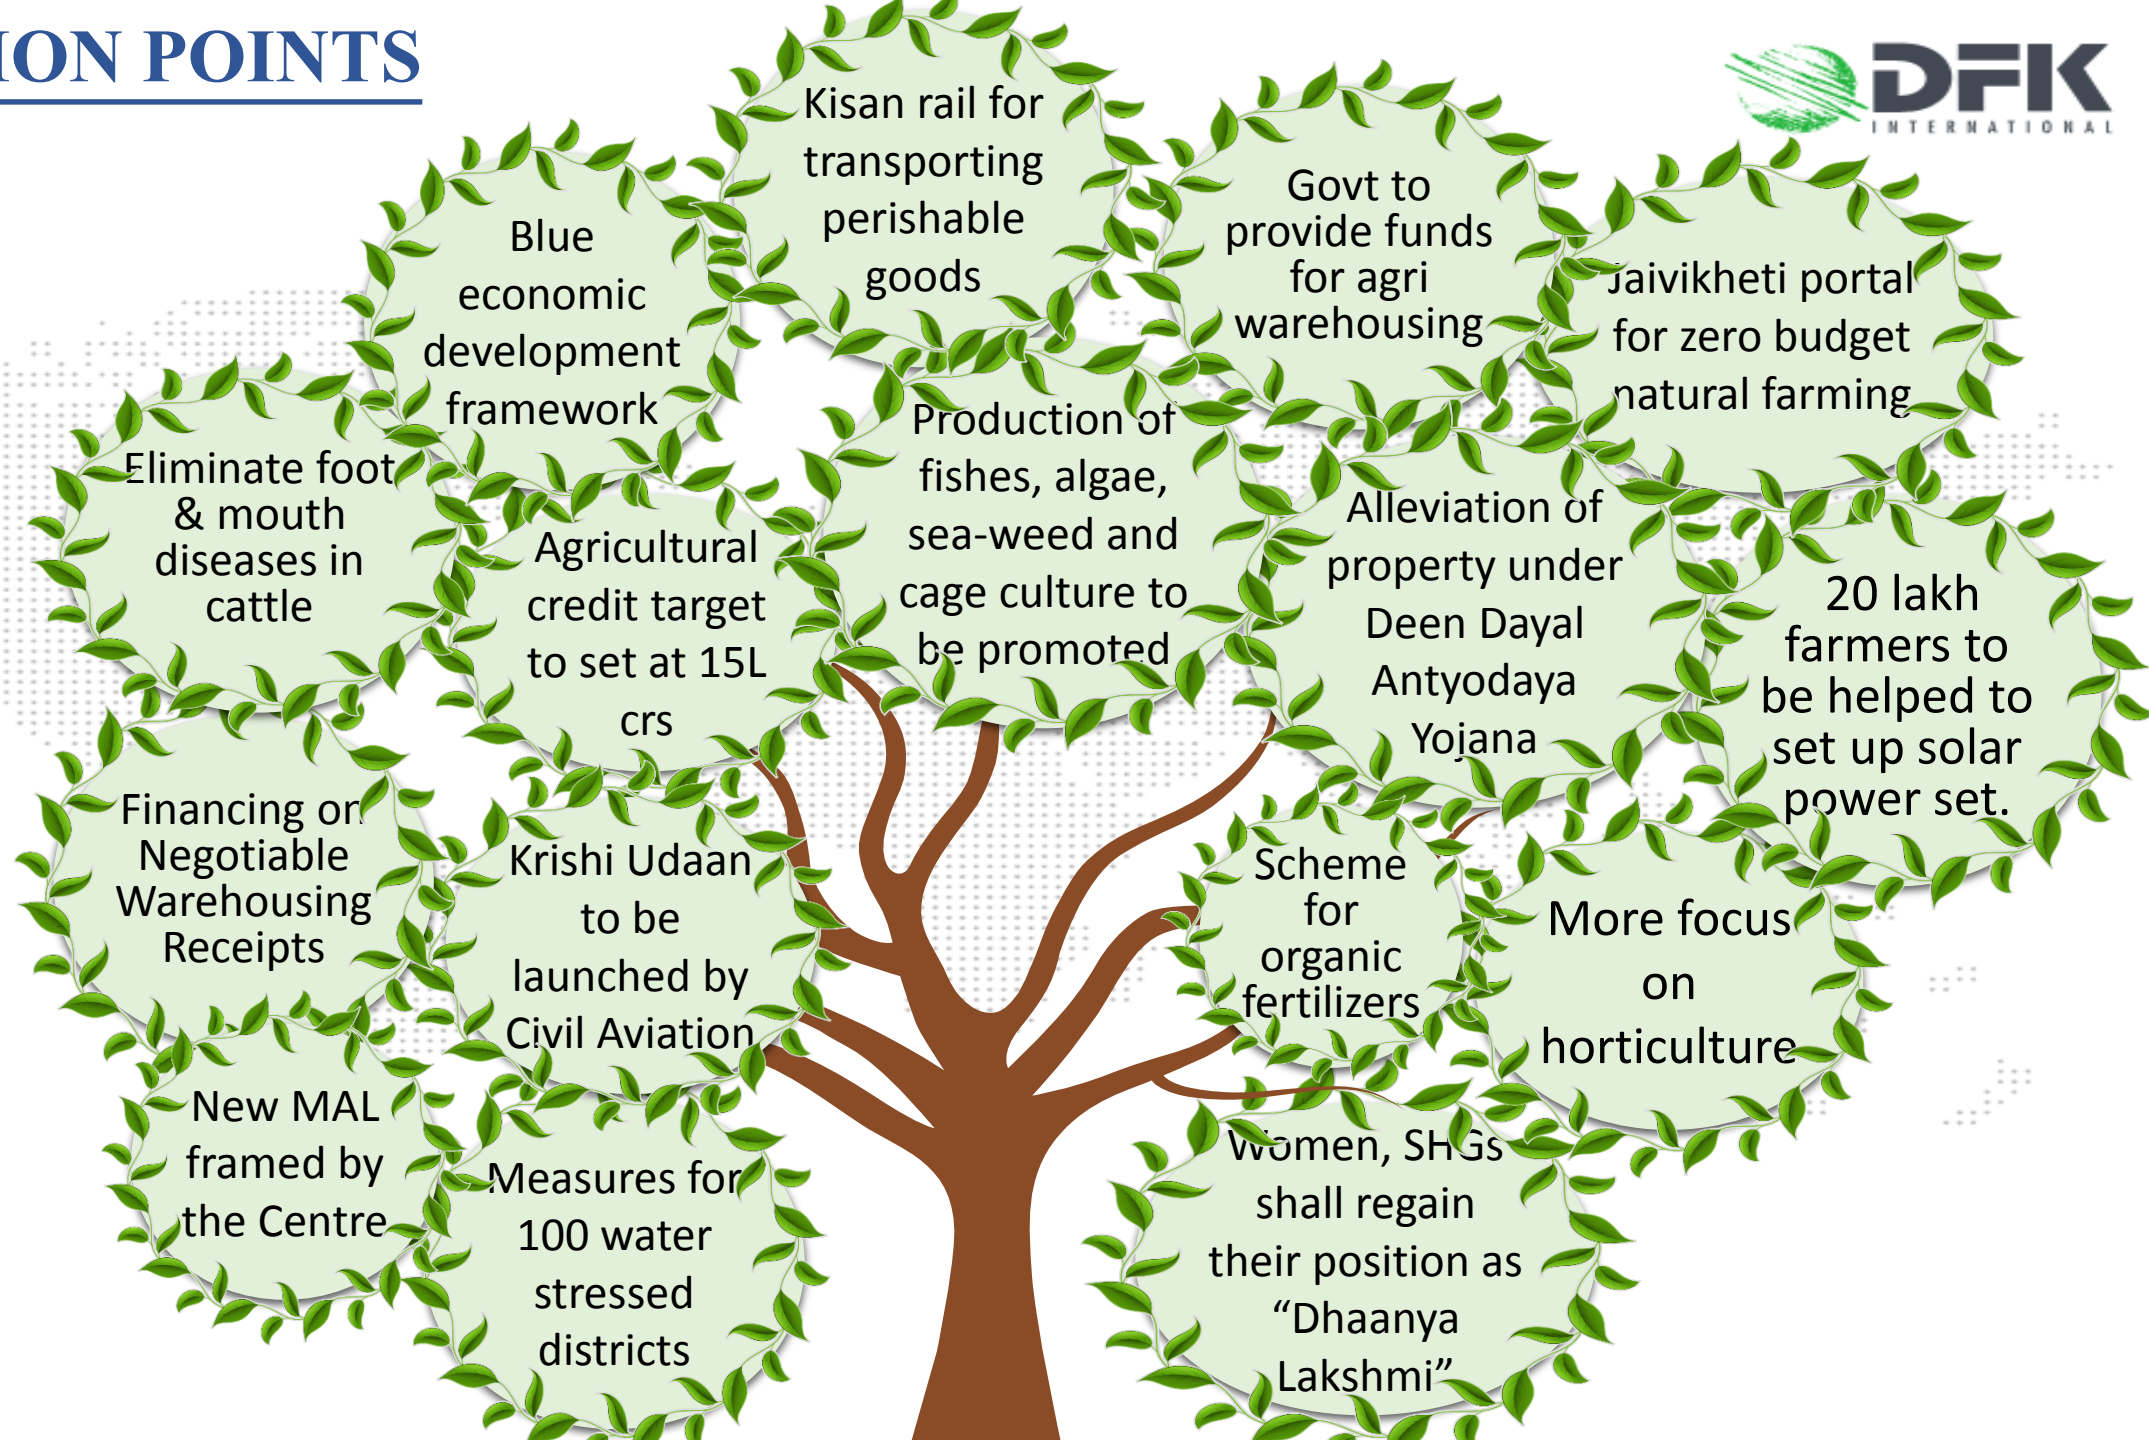 ION POINTS
DFK
INTERNATIONAL
Kisan rail for
transporting
perishable
goods
Govt to
provide funds
for agri
warehousing
Blue
economic
development
framework
Jaivikheti portal
for zero budget
natural farming
Production of
fishes, algae,
sea-weed and
cage culture to
be promoted
Eliminate foot
& mouth
diseases in
cattle
Agricultural
credit target
to set at 15L
crs
Alleviation of
property under
Deen Dayal
Antyodaya
Yojana
20 lakh
farmers to
be helped to
set up solar
power set.
Financing on
Negotiable
Warehousing
Receipts
Krishi Udaan
to be
launched by
Civil Aviation
Scheme
for
organic
fertilizers
More focus
on
horticulture
New MAL
framed by
the Centre
Measures for
100 water
stressed
districts
Women, SHGs
shall regain
their position as
“Dhaanya
Lakshmi”